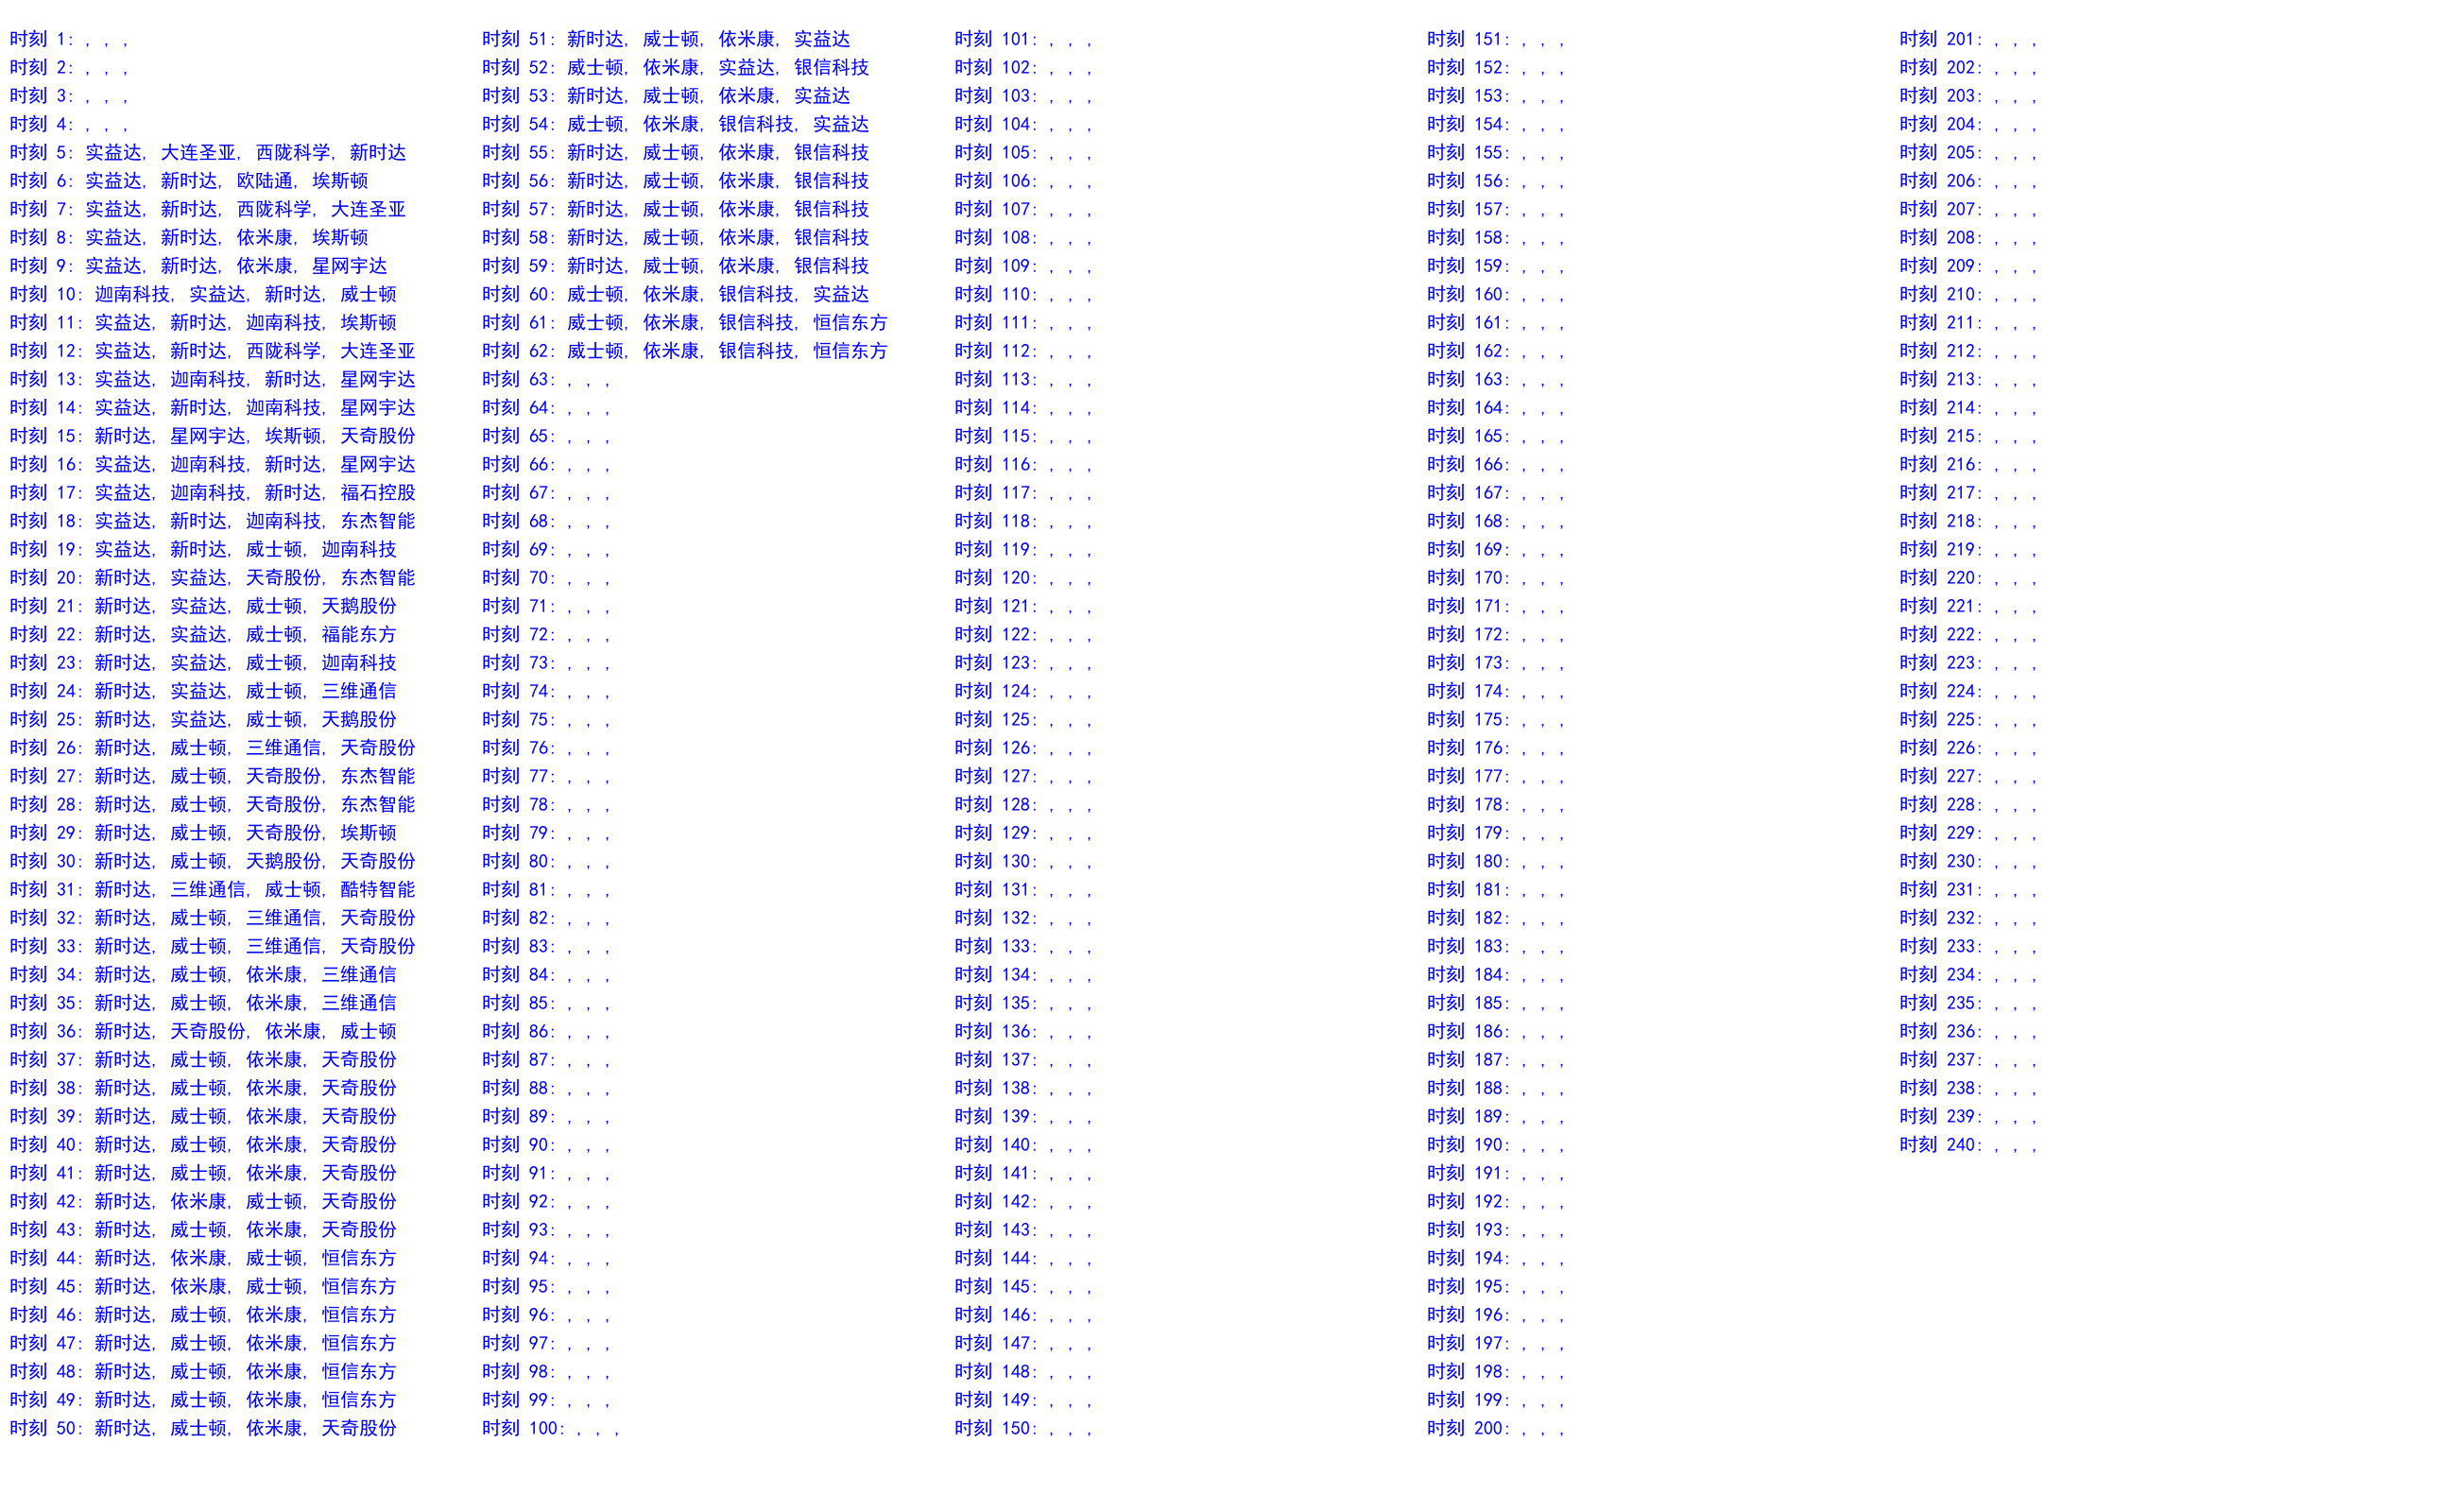 时刻 1: , , ,
时刻 2: , , ,
时刻 3: , , ,
时刻 4: , , ,
时刻 5: 实益达, 大连圣亚, 西陇科学, 新时达
时刻 6: 实益达, 新时达, 欧陆通, 埃斯顿
时刻 7: 实益达, 新时达, 西陇科学, 大连圣亚
时刻 8: 实益达, 新时达, 依米康, 埃斯顿
时刻 9: 实益达, 新时达, 依米康, 星网宇达
时刻 10: 迦南科技, 实益达, 新时达, 威士顿
时刻 11: 实益达, 新时达, 迦南科技, 埃斯顿
时刻 12: 实益达, 新时达, 西陇科学, 大连圣亚
时刻 13: 实益达, 迦南科技, 新时达, 星网宇达
时刻 14: 实益达, 新时达, 迦南科技, 星网宇达
时刻 15: 新时达, 星网宇达, 埃斯顿, 天奇股份
时刻 16: 实益达, 迦南科技, 新时达, 星网宇达
时刻 17: 实益达, 迦南科技, 新时达, 福石控股
时刻 18: 实益达, 新时达, 迦南科技, 东杰智能
时刻 19: 实益达, 新时达, 威士顿, 迦南科技
时刻 20: 新时达, 实益达, 天奇股份, 东杰智能
时刻 21: 新时达, 实益达, 威士顿, 天鹅股份
时刻 22: 新时达, 实益达, 威士顿, 福能东方
时刻 23: 新时达, 实益达, 威士顿, 迦南科技
时刻 24: 新时达, 实益达, 威士顿, 三维通信
时刻 25: 新时达, 实益达, 威士顿, 天鹅股份
时刻 26: 新时达, 威士顿, 三维通信, 天奇股份
时刻 27: 新时达, 威士顿, 天奇股份, 东杰智能
时刻 28: 新时达, 威士顿, 天奇股份, 东杰智能
时刻 29: 新时达, 威士顿, 天奇股份, 埃斯顿
时刻 30: 新时达, 威士顿, 天鹅股份, 天奇股份
时刻 31: 新时达, 三维通信, 威士顿, 酷特智能
时刻 32: 新时达, 威士顿, 三维通信, 天奇股份
时刻 33: 新时达, 威士顿, 三维通信, 天奇股份
时刻 34: 新时达, 威士顿, 依米康, 三维通信
时刻 35: 新时达, 威士顿, 依米康, 三维通信
时刻 36: 新时达, 天奇股份, 依米康, 威士顿
时刻 37: 新时达, 威士顿, 依米康, 天奇股份
时刻 38: 新时达, 威士顿, 依米康, 天奇股份
时刻 39: 新时达, 威士顿, 依米康, 天奇股份
时刻 40: 新时达, 威士顿, 依米康, 天奇股份
时刻 41: 新时达, 威士顿, 依米康, 天奇股份
时刻 42: 新时达, 依米康, 威士顿, 天奇股份
时刻 43: 新时达, 威士顿, 依米康, 天奇股份
时刻 44: 新时达, 依米康, 威士顿, 恒信东方
时刻 45: 新时达, 依米康, 威士顿, 恒信东方
时刻 46: 新时达, 威士顿, 依米康, 恒信东方
时刻 47: 新时达, 威士顿, 依米康, 恒信东方
时刻 48: 新时达, 威士顿, 依米康, 恒信东方
时刻 49: 新时达, 威士顿, 依米康, 恒信东方
时刻 50: 新时达, 威士顿, 依米康, 天奇股份
时刻 51: 新时达, 威士顿, 依米康, 实益达
时刻 52: 威士顿, 依米康, 实益达, 银信科技
时刻 53: 新时达, 威士顿, 依米康, 实益达
时刻 54: 威士顿, 依米康, 银信科技, 实益达
时刻 55: 新时达, 威士顿, 依米康, 银信科技
时刻 56: 新时达, 威士顿, 依米康, 银信科技
时刻 57: 新时达, 威士顿, 依米康, 银信科技
时刻 58: 新时达, 威士顿, 依米康, 银信科技
时刻 59: 新时达, 威士顿, 依米康, 银信科技
时刻 60: 威士顿, 依米康, 银信科技, 实益达
时刻 61: 威士顿, 依米康, 银信科技, 恒信东方
时刻 62: 威士顿, 依米康, 银信科技, 恒信东方
时刻 63: , , ,
时刻 64: , , ,
时刻 65: , , ,
时刻 66: , , ,
时刻 67: , , ,
时刻 68: , , ,
时刻 69: , , ,
时刻 70: , , ,
时刻 71: , , ,
时刻 72: , , ,
时刻 73: , , ,
时刻 74: , , ,
时刻 75: , , ,
时刻 76: , , ,
时刻 77: , , ,
时刻 78: , , ,
时刻 79: , , ,
时刻 80: , , ,
时刻 81: , , ,
时刻 82: , , ,
时刻 83: , , ,
时刻 84: , , ,
时刻 85: , , ,
时刻 86: , , ,
时刻 87: , , ,
时刻 88: , , ,
时刻 89: , , ,
时刻 90: , , ,
时刻 91: , , ,
时刻 92: , , ,
时刻 93: , , ,
时刻 94: , , ,
时刻 95: , , ,
时刻 96: , , ,
时刻 97: , , ,
时刻 98: , , ,
时刻 99: , , ,
时刻 100: , , ,
时刻 101: , , ,
时刻 102: , , ,
时刻 103: , , ,
时刻 104: , , ,
时刻 105: , , ,
时刻 106: , , ,
时刻 107: , , ,
时刻 108: , , ,
时刻 109: , , ,
时刻 110: , , ,
时刻 111: , , ,
时刻 112: , , ,
时刻 113: , , ,
时刻 114: , , ,
时刻 115: , , ,
时刻 116: , , ,
时刻 117: , , ,
时刻 118: , , ,
时刻 119: , , ,
时刻 120: , , ,
时刻 121: , , ,
时刻 122: , , ,
时刻 123: , , ,
时刻 124: , , ,
时刻 125: , , ,
时刻 126: , , ,
时刻 127: , , ,
时刻 128: , , ,
时刻 129: , , ,
时刻 130: , , ,
时刻 131: , , ,
时刻 132: , , ,
时刻 133: , , ,
时刻 134: , , ,
时刻 135: , , ,
时刻 136: , , ,
时刻 137: , , ,
时刻 138: , , ,
时刻 139: , , ,
时刻 140: , , ,
时刻 141: , , ,
时刻 142: , , ,
时刻 143: , , ,
时刻 144: , , ,
时刻 145: , , ,
时刻 146: , , ,
时刻 147: , , ,
时刻 148: , , ,
时刻 149: , , ,
时刻 150: , , ,
时刻 151: , , ,
时刻 152: , , ,
时刻 153: , , ,
时刻 154: , , ,
时刻 155: , , ,
时刻 156: , , ,
时刻 157: , , ,
时刻 158: , , ,
时刻 159: , , ,
时刻 160: , , ,
时刻 161: , , ,
时刻 162: , , ,
时刻 163: , , ,
时刻 164: , , ,
时刻 165: , , ,
时刻 166: , , ,
时刻 167: , , ,
时刻 168: , , ,
时刻 169: , , ,
时刻 170: , , ,
时刻 171: , , ,
时刻 172: , , ,
时刻 173: , , ,
时刻 174: , , ,
时刻 175: , , ,
时刻 176: , , ,
时刻 177: , , ,
时刻 178: , , ,
时刻 179: , , ,
时刻 180: , , ,
时刻 181: , , ,
时刻 182: , , ,
时刻 183: , , ,
时刻 184: , , ,
时刻 185: , , ,
时刻 186: , , ,
时刻 187: , , ,
时刻 188: , , ,
时刻 189: , , ,
时刻 190: , , ,
时刻 191: , , ,
时刻 192: , , ,
时刻 193: , , ,
时刻 194: , , ,
时刻 195: , , ,
时刻 196: , , ,
时刻 197: , , ,
时刻 198: , , ,
时刻 199: , , ,
时刻 200: , , ,
时刻 201: , , ,
时刻 202: , , ,
时刻 203: , , ,
时刻 204: , , ,
时刻 205: , , ,
时刻 206: , , ,
时刻 207: , , ,
时刻 208: , , ,
时刻 209: , , ,
时刻 210: , , ,
时刻 211: , , ,
时刻 212: , , ,
时刻 213: , , ,
时刻 214: , , ,
时刻 215: , , ,
时刻 216: , , ,
时刻 217: , , ,
时刻 218: , , ,
时刻 219: , , ,
时刻 220: , , ,
时刻 221: , , ,
时刻 222: , , ,
时刻 223: , , ,
时刻 224: , , ,
时刻 225: , , ,
时刻 226: , , ,
时刻 227: , , ,
时刻 228: , , ,
时刻 229: , , ,
时刻 230: , , ,
时刻 231: , , ,
时刻 232: , , ,
时刻 233: , , ,
时刻 234: , , ,
时刻 235: , , ,
时刻 236: , , ,
时刻 237: , , ,
时刻 238: , , ,
时刻 239: , , ,
时刻 240: , , ,